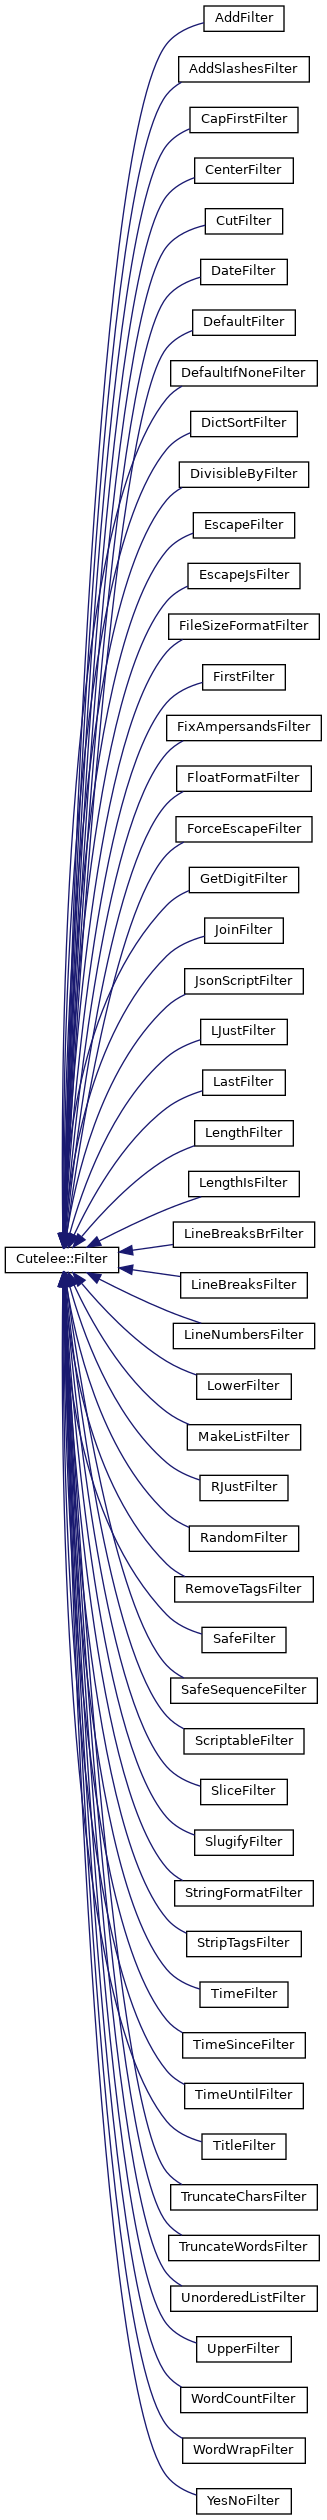 AddFilter
AddSlashesFilter
CapFirstFilter
CenterFilter
CutFilter
DateFilter
DefaultFilter
DefaultIfNoneFilter
DictSortFilter
DivisibleByFilter
EscapeFilter
EscapeJsFilter
FileSizeFormatFilter
FirstFilter
FixAmpersandsFilter
FloatFormatFilter
ForceEscapeFilter
GetDigitFilter
JoinFilter
JsonScriptFilter
LJustFilter
LastFilter
LengthFilter
LengthIsFilter
LineBreaksBrFilter
Cutelee::Filter
LineBreaksFilter
LineNumbersFilter
LowerFilter
MakeListFilter
RJustFilter
RandomFilter
RemoveTagsFilter
SafeFilter
SafeSequenceFilter
ScriptableFilter
SliceFilter
SlugifyFilter
StringFormatFilter
StripTagsFilter
TimeFilter
TimeSinceFilter
TimeUntilFilter
TitleFilter
TruncateCharsFilter
TruncateWordsFilter
UnorderedListFilter
UpperFilter
WordCountFilter
WordWrapFilter
YesNoFilter